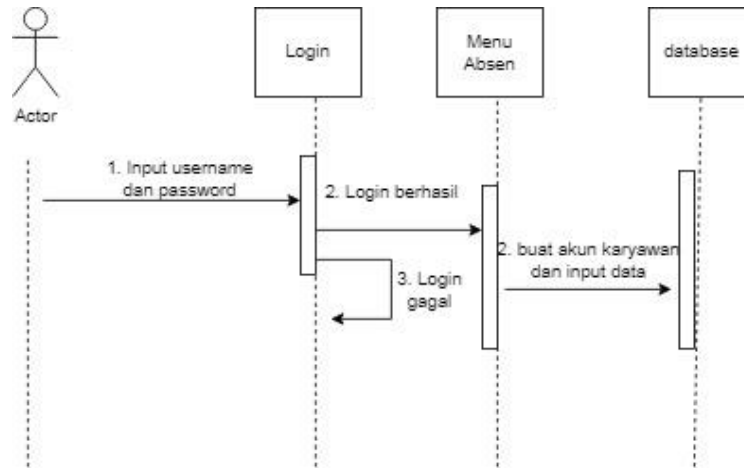 Login
Menu
Absen
database
Actor
1. Input username
dan password
2. Login berhasil
2. buat akun karyawan
dan input data
3. Login
gagal